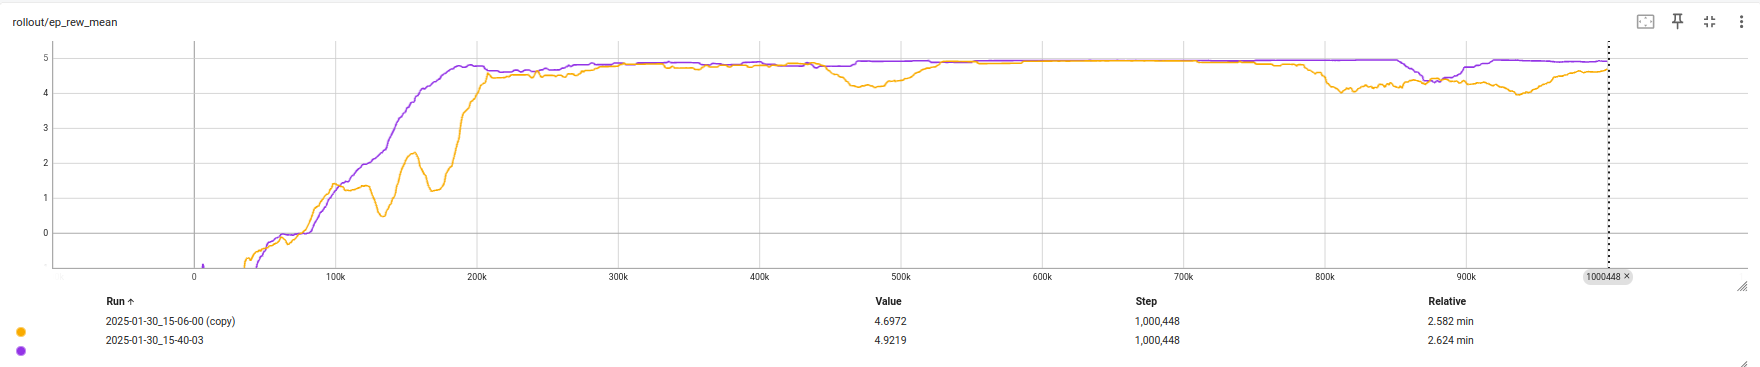 rollout/ep_rew_mean
5
4
3
2
1
0
0 100k 200k 300k 400k 500k 600k 700k 800k 900k 1000448 ×
Run ↑ Value Step Relative
2025-01-30_15-06-00 (copy) 4.6972 1,000,448 2.582 min
2025-01-30_15-40-03 4.9219 1,000,448 2.624 min